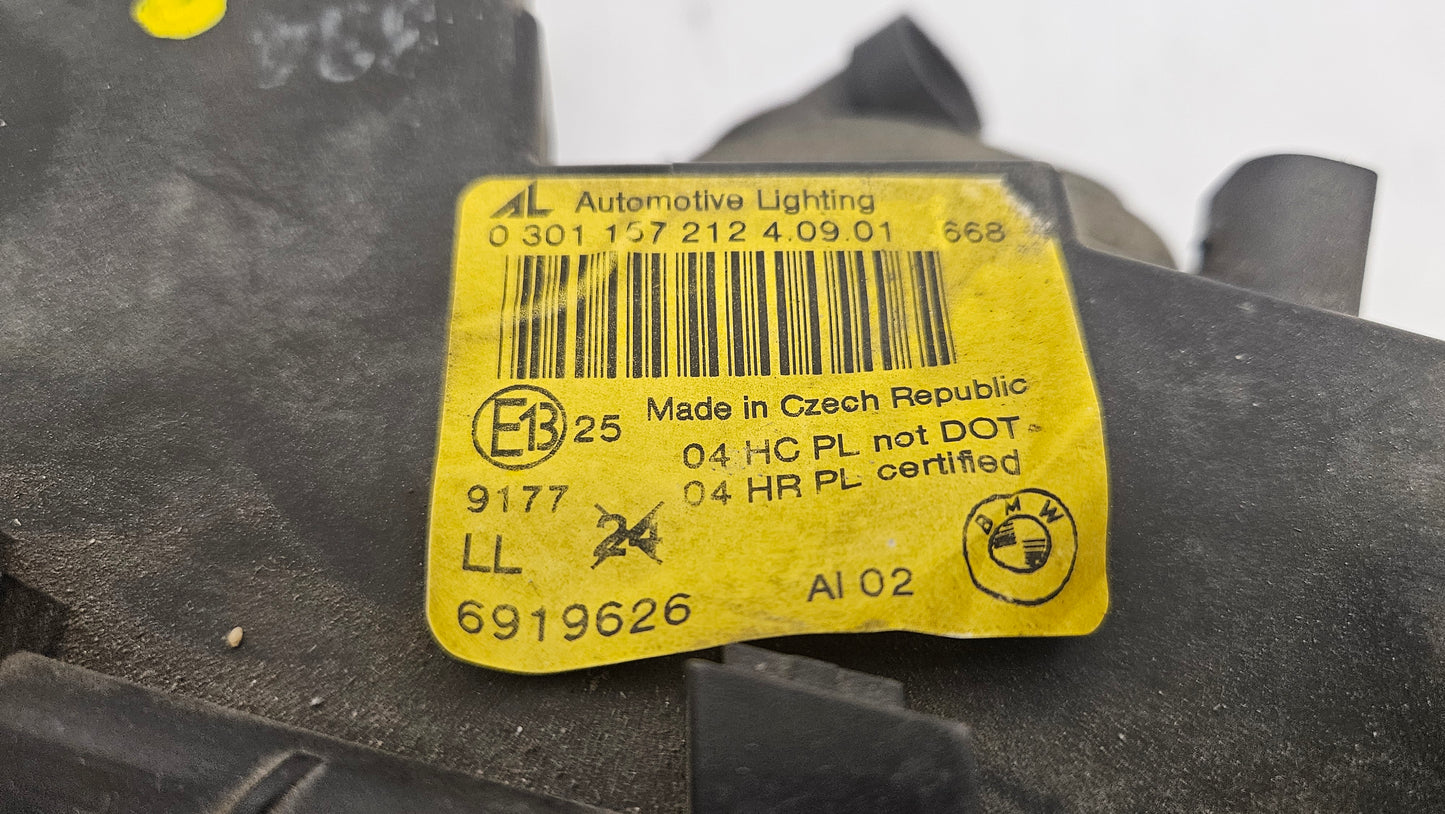 AL Automotive Lighting
0 301 157 212 4.09.01 668
Made in Czech Republic
E13 25
04 HC PL not DOT
04 HR PL certified
9177
24
LL
BMW
AI 02
6919626